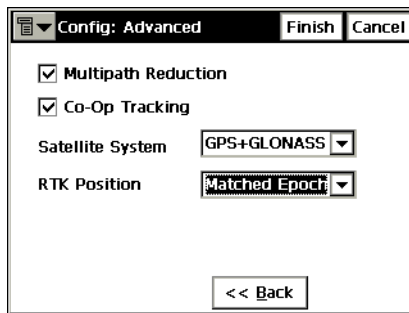 Config: Advanced Finish Cancel
Multipath Reduction
Co-Op Tracking
Satellite System GPS+GLONASS
RTK Position Matched Epoch
<< Back